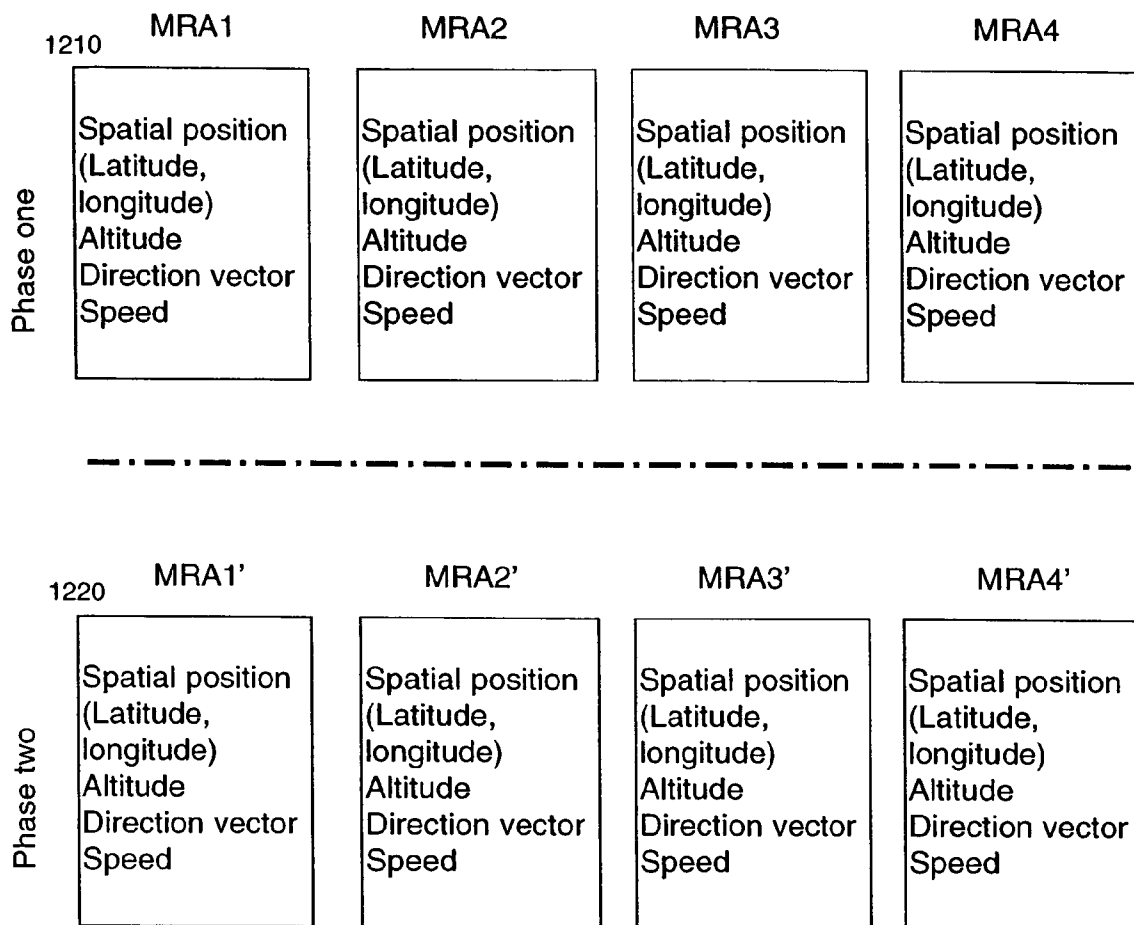 1210 MRA1 MRA2 MRA3 MRA4
Phase one
Spatial position
(Latitude,
longitude)
Altitude
Direction vector
Speed
Spatial position
(Latitude,
longitude)
Altitude
Direction vector
Speed
Spatial position
(Latitude,
longitude)
Altitude
Direction vector
Speed
Spatial position
(Latitude,
longitude)
Altitude
Direction vector
Speed
1220 MRA1' MRA2' MRA3' MRA4'
Phase two
Spatial position
(Latitude,
longitude)
Altitude
Direction vector
Speed
Spatial position
(Latitude,
longitude)
Altitude
Direction vector
Speed
Spatial position
(Latitude,
longitude)
Altitude
Direction vector
Speed
Spatial position
(Latitude,
longitude)
Altitude
Direction vector
Speed